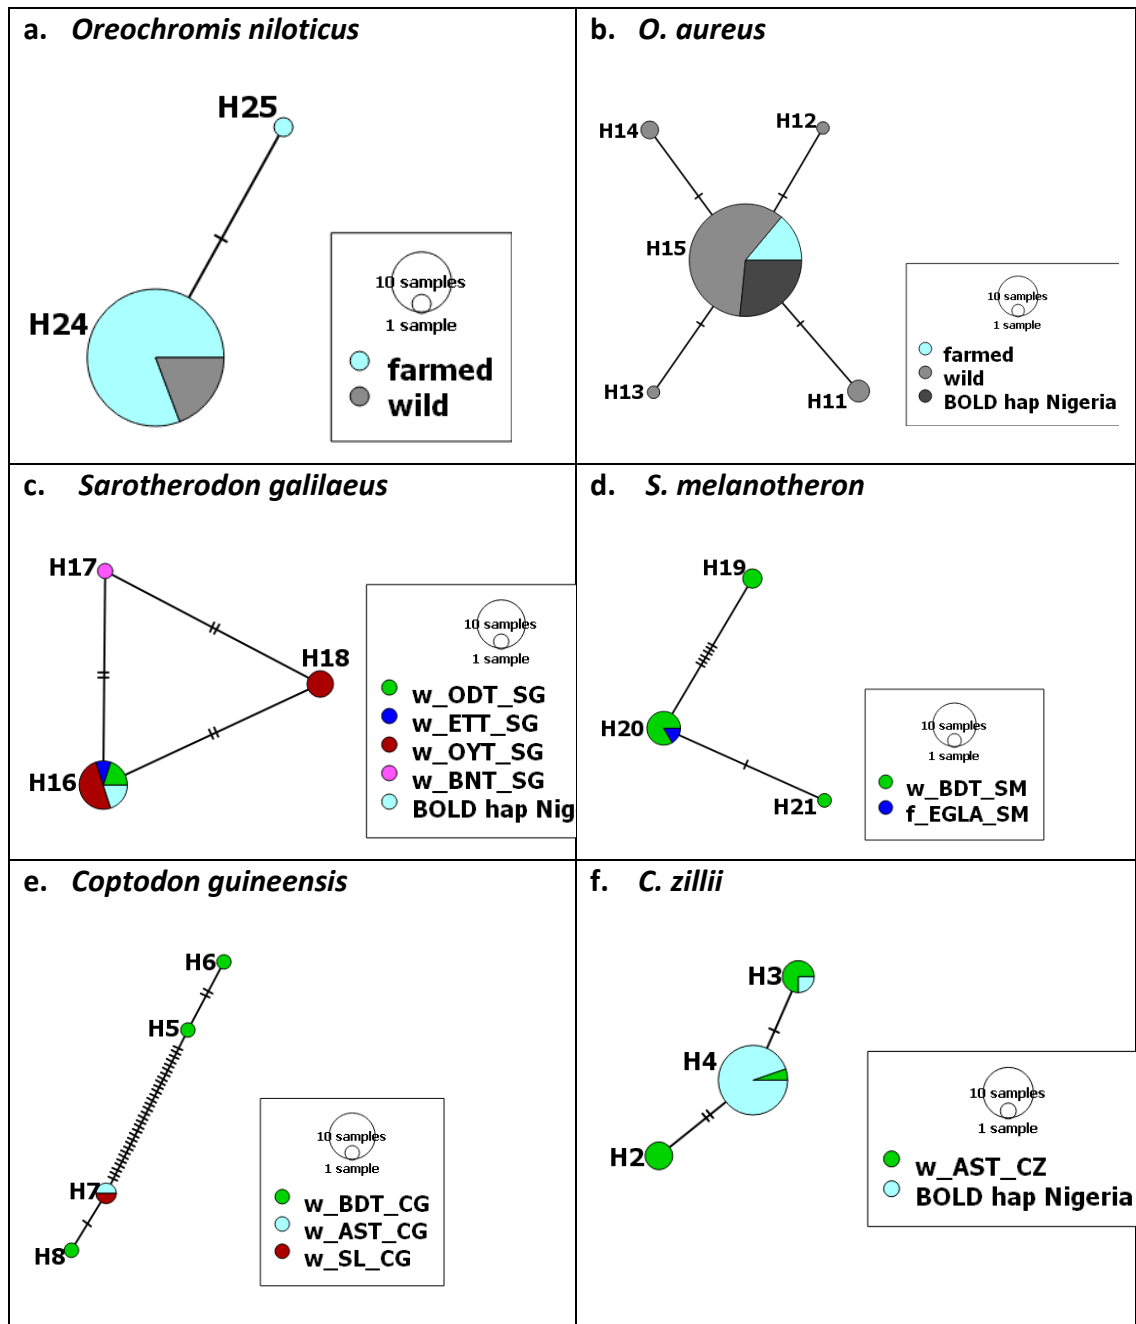 a. Oreochromis niloticus
H25
H24
10 samples
1 sample
farmed
wild
b. O. aureus
H14
H12
H15
H13
H11
10 samples
1 sample
farmed
wild
BOLD hap Nigeria
c. Sarotherodon galilaeus
H17
H18
H16
10 samples
1 sample
w_ODT_SG
w_ETT_SG
w_OYT_SG
w_BNT_SG
BOLD hap Nig
d. S. melanotheron
H19
H20
H21
10 samples
1 sample
w_BDT_SM
f_EGLA_SM
e. Coptodon guineensis
H6
H5
H7
H8
10 samples
1 sample
w_BDT_CG
w_AST_CG
w_SL_CG
f. C. zillii
H3
H4
H2
10 samples
1 sample
w_AST_CZ
BOLD hap Nigeria